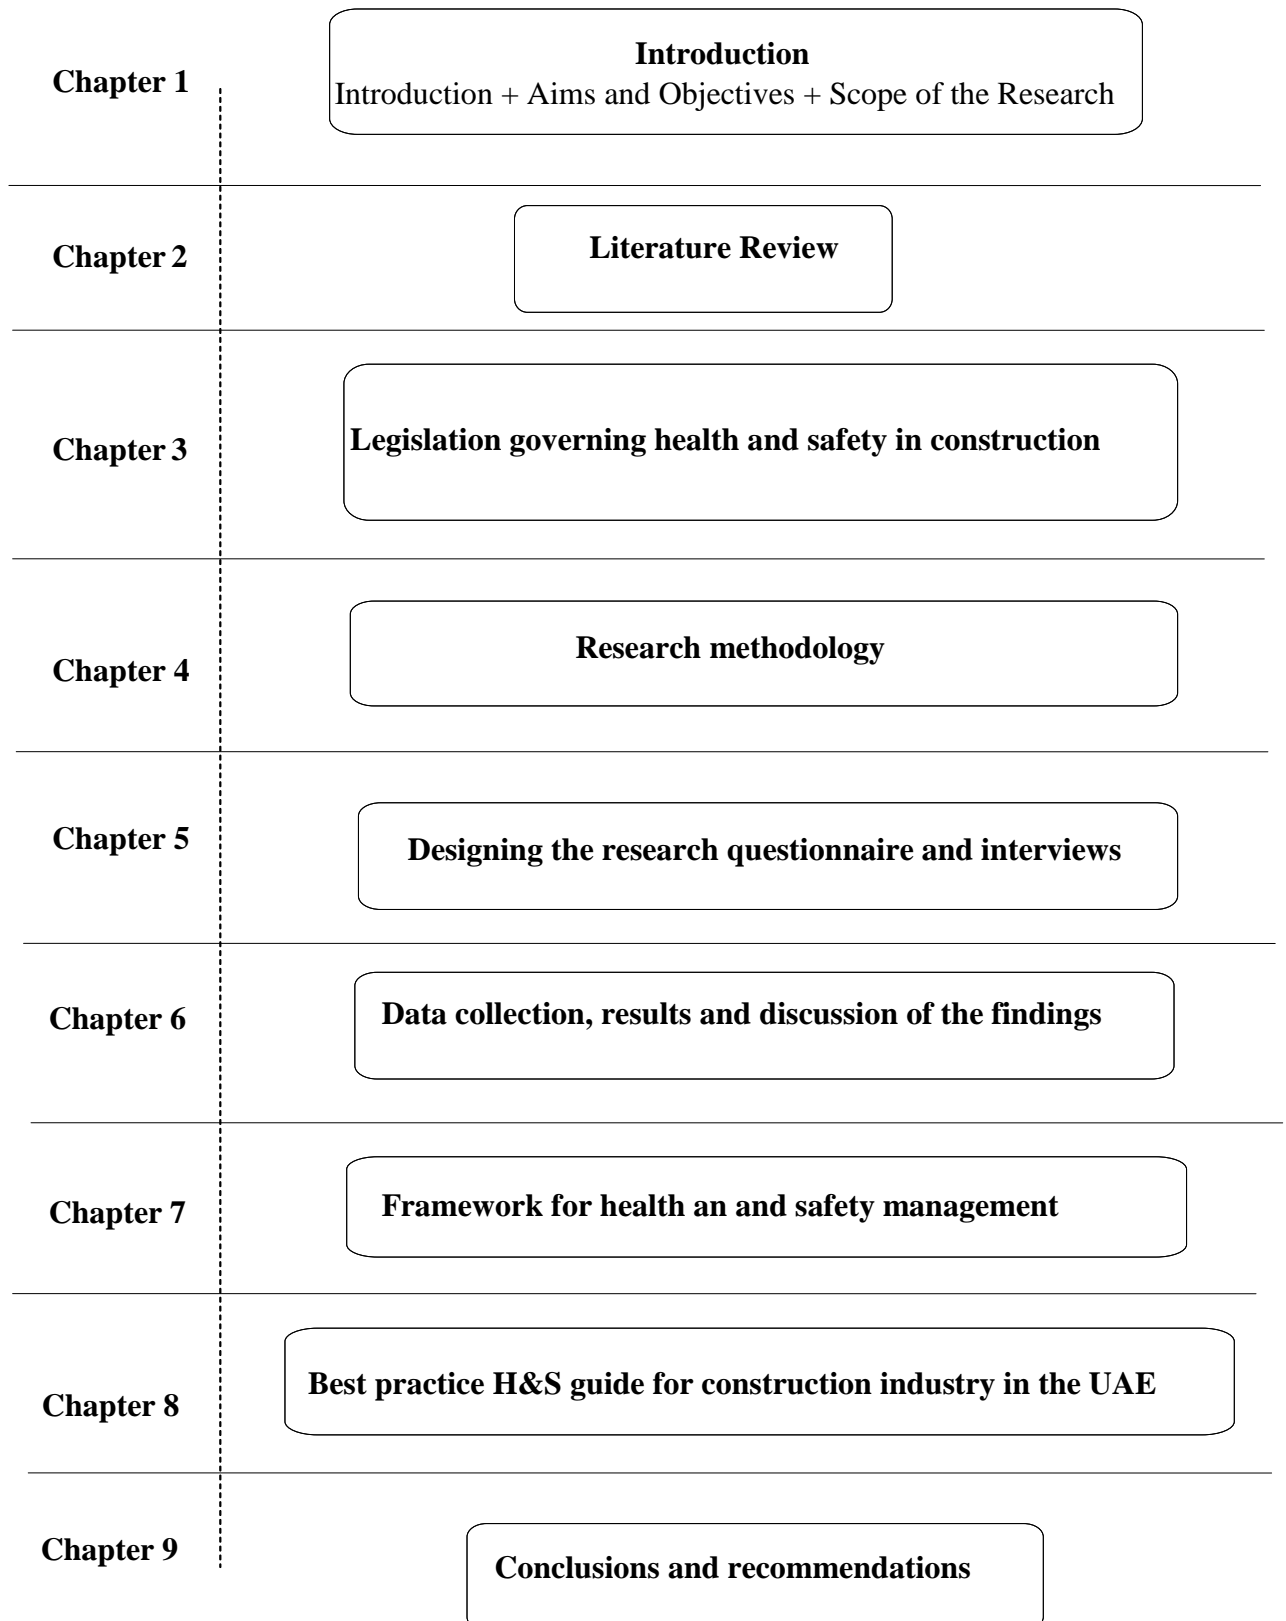 Chapter 1
Introduction
Introduction + Aims and Objectives + Scope of the Research
Chapter 2
Literature Review
Chapter 3
Legislation governing health and safety in construction
Chapter 4
Research methodology
Chapter 5
Designing the research questionnaire and interviews
Chapter 6
Data collection, results and discussion of the findings
Chapter 7
Framework for health an and safety management
Chapter 8
Best practice H&S guide for construction industry in the UAE
Chapter 9
Conclusions and recommendations